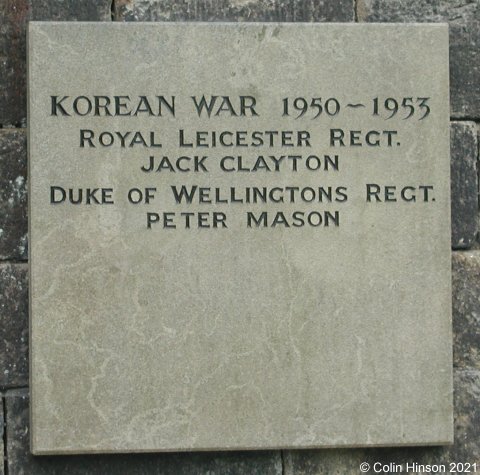 KOREAN WAR 1950~1953
ROYAL LEICESTER REGT.
JACK CLAYTON
DUKE OF WELLINGTONS REGT.
PETER MASON
© Colin Hinson 2021